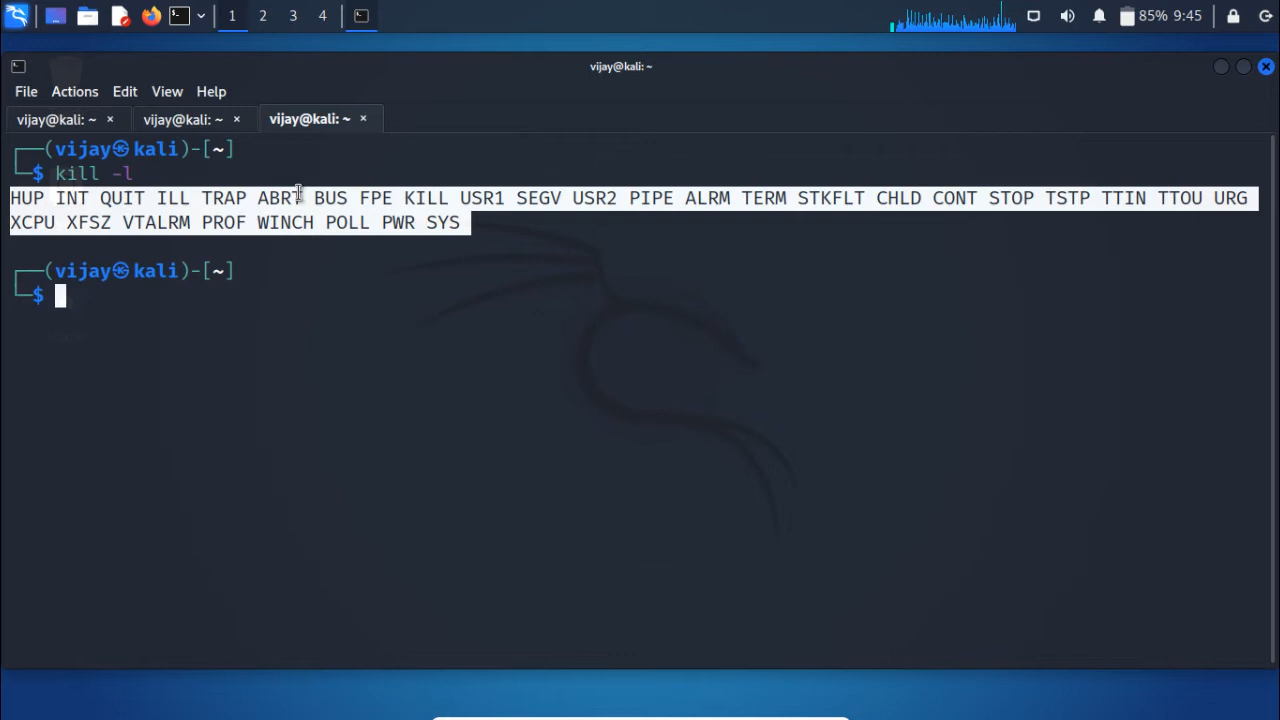 1 2 3 4 85% 9:45
vijay@kali: ~
File Actions Edit View Help
vijay@kali: ~ × vijay@kali: ~ × vijay@kali: ~ ×
┌──(vijay㉿kali)-[~]
└─$ kill -l
HUP INT QUIT ILL TRAP ABRT BUS FPE KILL USR1 SEGV USR2 PIPE ALRM TERM STKFLT CHLD CONT STOP TSTP TTIN TTOU URG
XCPU XFSZ VTALRM PROF WINCH POLL PWR SYS
┌──(vijay㉿kali)-[~]
└─$